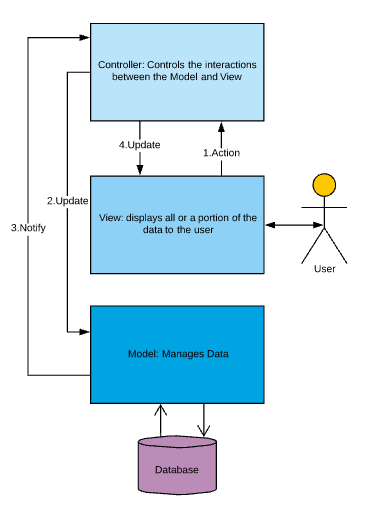 Controller: Controls the interactions
between the Model and View
4.Update
1.Action
2.Update
View: displays all or a portion of the
data to the user
3.Notify
User
Model: Manages Data
Database